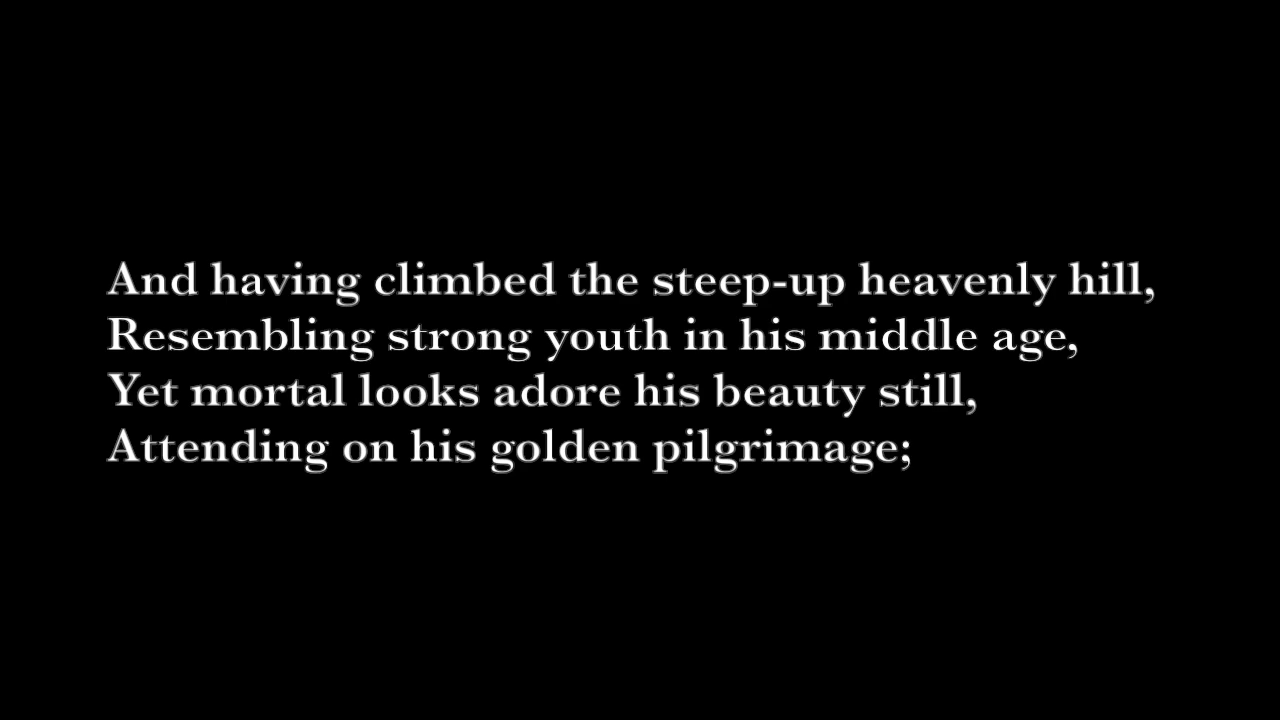 And having climbed the steep-up heavenly hill,
Resembling strong youth in his middle age,
Yet mortal looks adore his beauty still,
Attending on his golden pilgrimage;